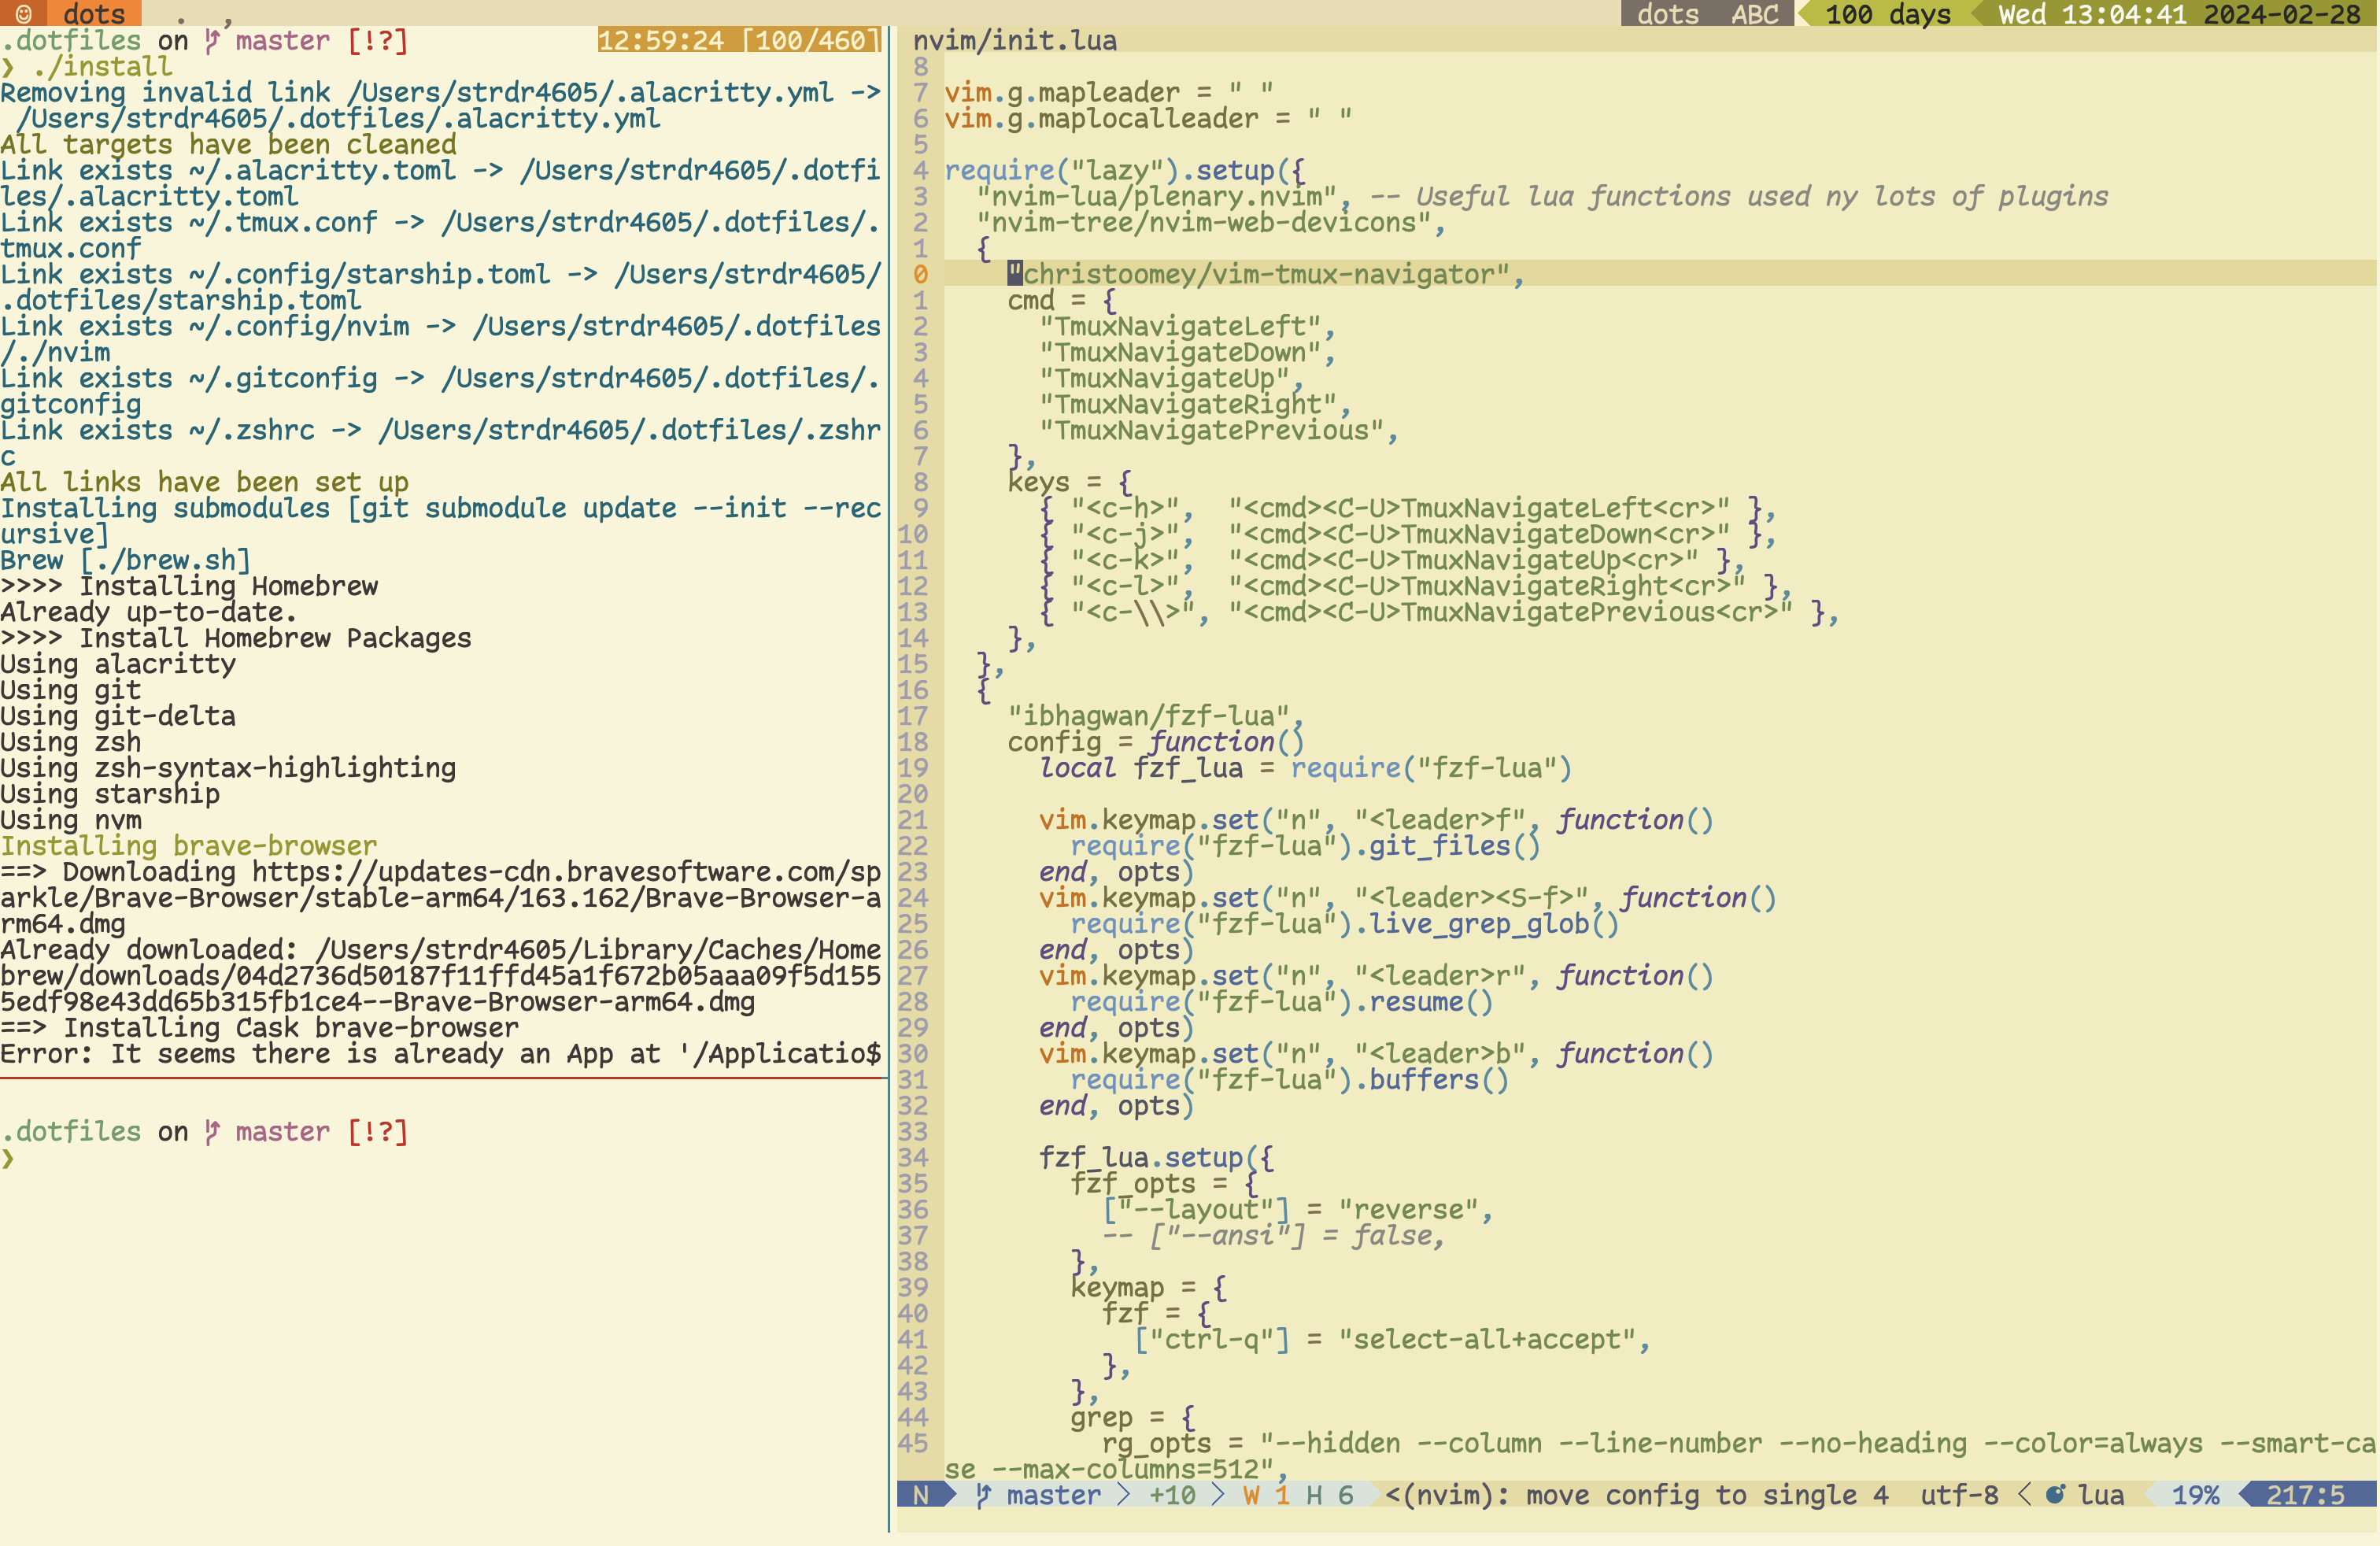 ☺ dots . , dots ABC 100 days Wed 13:04:41 2024-02-28
.dotfiles on master [!?] 12:59:24 [100/460]
❯ ./install
Removing invalid link /Users/strdr4605/.alacritty.yml ->
/Users/strdr4605/.dotfiles/.alacritty.yml
All targets have been cleaned
Link exists ~/.alacritty.toml -> /Users/strdr4605/.dotfi
les/.alacritty.toml
Link exists ~/.tmux.conf -> /Users/strdr4605/.dotfiles/.
tmux.conf
Link exists ~/.config/starship.toml -> /Users/strdr4605/
.dotfiles/starship.toml
Link exists ~/.config/nvim -> /Users/strdr4605/.dotfiles
/./nvim
Link exists ~/.gitconfig -> /Users/strdr4605/.dotfiles/.
gitconfig
Link exists ~/.zshrc -> /Users/strdr4605/.dotfiles/.zshr
c
All links have been set up
Installing submodules [git submodule update --init --rec
ursive]
Brew [./brew.sh]
>>>> Installing Homebrew
Already up-to-date.
>>>> Install Homebrew Packages
Using alacritty
Using git
Using git-delta
Using zsh
Using zsh-syntax-highlighting
Using starship
Using nvm
Installing brave-browser
==> Downloading https://updates-cdn.bravesoftware.com/sp
arkle/Brave-Browser/stable-arm64/163.162/Brave-Browser-a
rm64.dmg
Already downloaded: /Users/strdr4605/Library/Caches/Home
brew/downloads/04d2736d50187f11ffd45a1f672b05aaa09f5d155
5edf98e43dd65b315fb1ce4--Brave-Browser-arm64.dmg
==> Installing Cask brave-browser
Error: It seems there is already an App at '/Applicatio$
.dotfiles on master [!?]
❯
nvim/init.lua
8
7 vim.g.mapleader = " "
6 vim.g.maplocalleader = " "
5
4 require("lazy").setup({
3 "nvim-lua/plenary.nvim", -- Useful lua functions used ny lots of plugins
2 "nvim-tree/nvim-web-devicons",
1 {
0 "christoomey/vim-tmux-navigator",
1 cmd = {
2 "TmuxNavigateLeft",
3 "TmuxNavigateDown",
4 "TmuxNavigateUp",
5 "TmuxNavigateRight",
6 "TmuxNavigatePrevious",
7 },
8 keys = {
9 { "<c-h>", "<cmd><C-U>TmuxNavigateLeft<cr>" },
10 { "<c-j>", "<cmd><C-U>TmuxNavigateDown<cr>" },
11 { "<c-k>", "<cmd><C-U>TmuxNavigateUp<cr>" },
12 { "<c-l>", "<cmd><C-U>TmuxNavigateRight<cr>" },
13 { "<c-\\>", "<cmd><C-U>TmuxNavigatePrevious<cr>" },
14 },
15 },
16 {
17 "ibhagwan/fzf-lua",
18 config = function()
19 local fzf_lua = require("fzf-lua")
20
21 vim.keymap.set("n", "<leader>f", function()
22 require("fzf-lua").git_files()
23 end, opts)
24 vim.keymap.set("n", "<leader><S-f>", function()
25 require("fzf-lua").live_grep_glob()
26 end, opts)
27 vim.keymap.set("n", "<leader>r", function()
28 require("fzf-lua").resume()
29 end, opts)
30 vim.keymap.set("n", "<leader>b", function()
31 require("fzf-lua").buffers()
32 end, opts)
33
34 fzf_lua.setup({
35 fzf_opts = {
36 ["--layout"] = "reverse",
37 -- ["--ansi"] = false,
38 },
39 keymap = {
40 fzf = {
41 ["ctrl-q"] = "select-all+accept",
42 },
43 },
44 grep = {
45 rg_opts = "--hidden --column --line-number --no-heading --color=always --smart-ca
se --max-columns=512",
N master +10 W 1 H 6 <(nvim): move config to single 4 utf-8 lua 19% 217:5